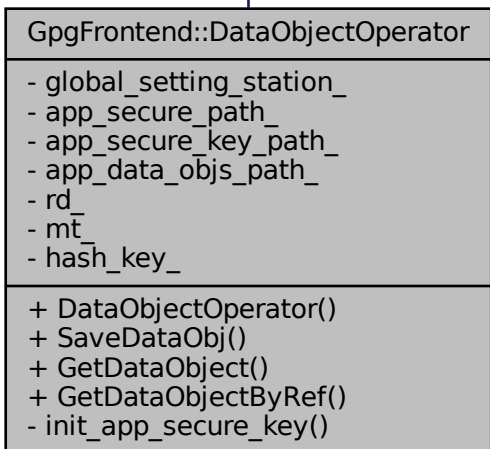 GpgFrontend::DataObjectOperator
- global_setting_station_
- app_secure_path_
- app_secure_key_path_
- app_data_objs_path_
- rd_
- mt_
- hash_key_
+ DataObjectOperator()
+ SaveDataObj()
+ GetDataObject()
+ GetDataObjectByRef()
- init_app_secure_key()